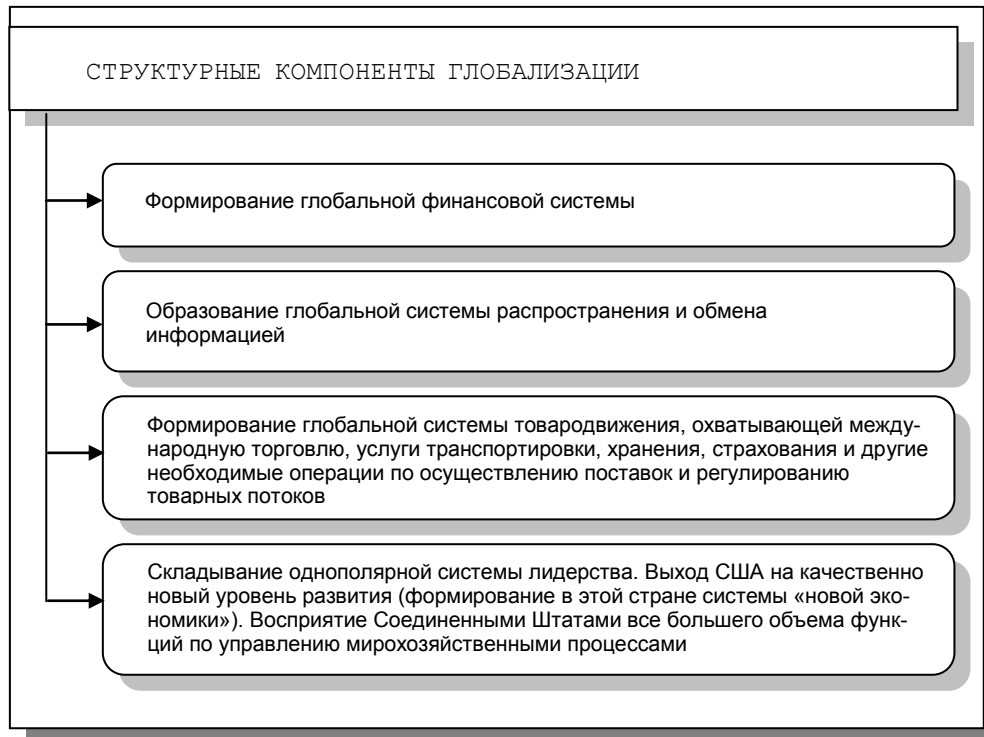 СТРУКТУРНЫЕ КОМПОНЕНТЫ ГЛОБАЛИЗАЦИИ
Формирование глобальной финансовой системы
Образование глобальной системы распространения и обмена
информацией
Формирование глобальной системы товародвижения, охватывающей между-
народную торговлю, услуги транспортировки, хранения, страхования и другие
необходимые операции по осуществлению поставок и регулированию
товарных потоков
Складывание однополярной системы лидерства. Выход США на качественно
новый уровень развития (формирование в этой стране системы «новой эко-
номики»). Восприятие Соединенными Штатами все большего объема функ-
ций по управлению мирохозяйственными процессами